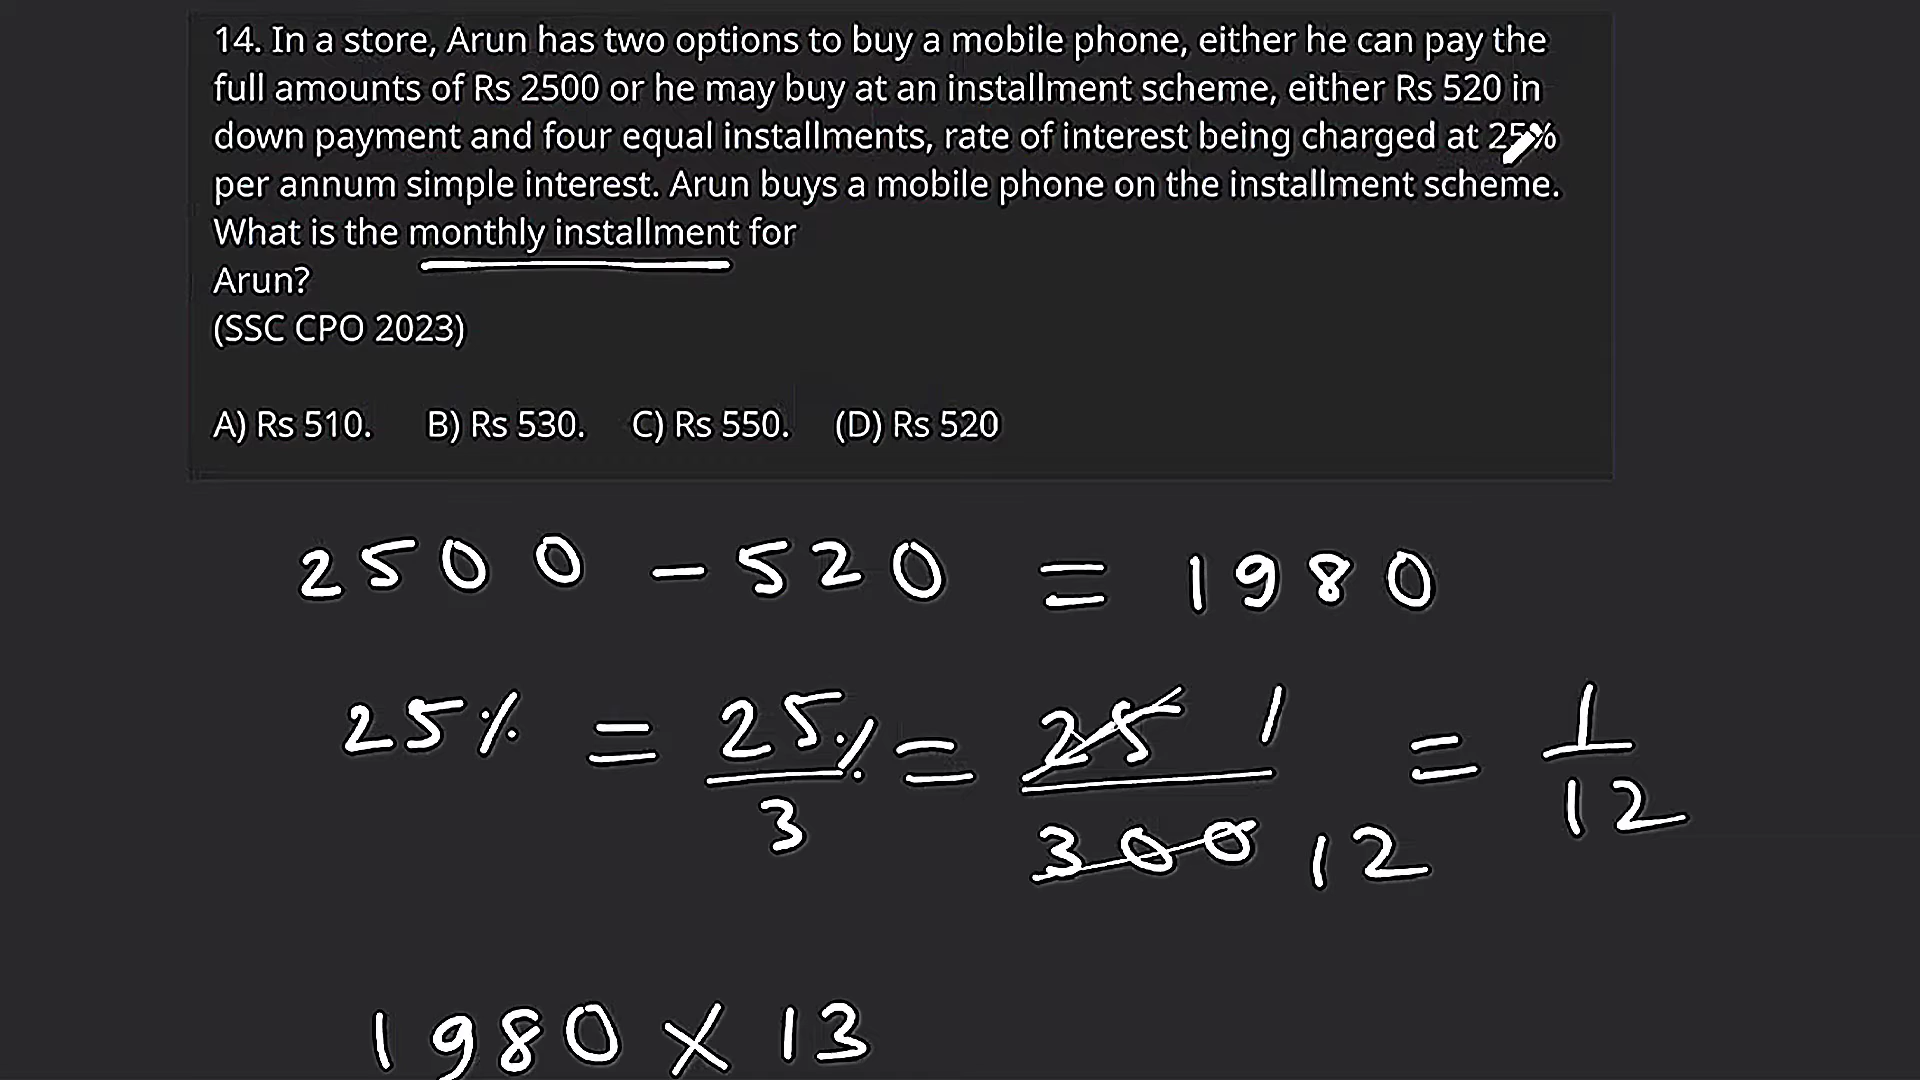 14. In a store, Arun has two options to buy a mobile phone, either he can pay the
full amounts of Rs 2500 or he may buy at an installment scheme, either Rs 520 in
down payment and four equal installments, rate of interest being charged at 25%
per annum simple interest. Arun buys a mobile phone on the installment scheme.
What is the monthly installment for
Arun?
(SSC CPO 2023)
A) Rs 510. B) Rs 530. C) Rs 550. (D) Rs 520
2500 - 520 = 1980
25% = 25%/3 = 25/300 1/12 = 1/12
1980 × 13